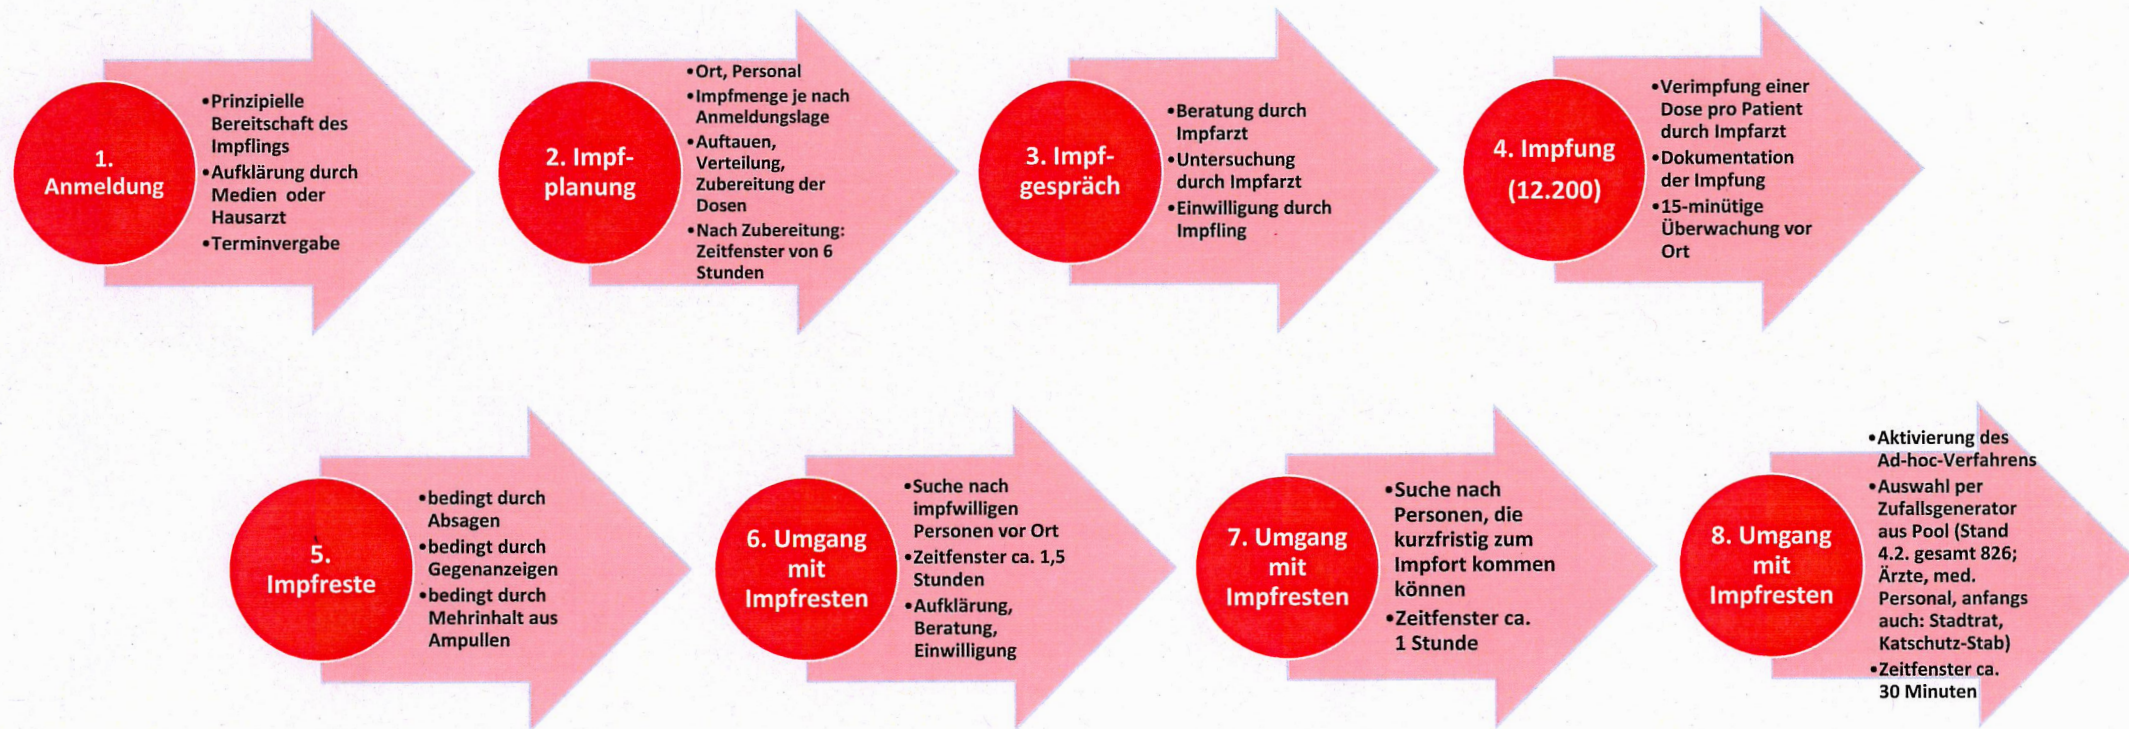 1.
Anmeldung
•Prinzipielle
Bereitschaft des
Impflings
•Aufklärung durch
Medien oder
Hausarzt
•Terminvergabe
2. Impf-
planung
•Ort, Personal
•Impfmenge je nach
Anmeldungslage
•Auftauen,
Verteilung,
Zubereitung der
Dosen
•Nach Zubereitung:
Zeitfenster von 6
Stunden
3. Impf-
gespräch
•Beratung durch
Impfarzt
•Untersuchung
durch Impfarzt
•Einwilligung durch
Impfling
4. Impfung
(12.200)
•Verimpfung einer
Dose pro Patient
durch Impfarzt
•Dokumentation
der Impfung
•15-minütige
Überwachung vor
Ort
5.
Impfreste
•bedingt durch
Absagen
•bedingt durch
Gegenanzeigen
•bedingt durch
Mehrinhalt aus
Ampullen
6. Umgang
mit
Impfresten
•Suche nach
impfwilligen
Personen vor Ort
•Zeitfenster ca. 1,5
Stunden
•Aufklärung,
Beratung,
Einwilligung
7. Umgang
mit
Impfresten
•Suche nach
Personen, die
kurzfristig zum
Impfort kommen
können
•Zeitfenster ca.
1 Stunde
8. Umgang
mit
Impfresten
•Aktivierung des
Ad-hoc-Verfahrens
•Auswahl per
Zufallsgenerator
aus Pool (Stand
4.2. gesamt 826;
Ärzte, med.
Personal, anfangs
auch: Stadtrat,
Katschutz-Stab)
•Zeitfenster ca.
30 Minuten